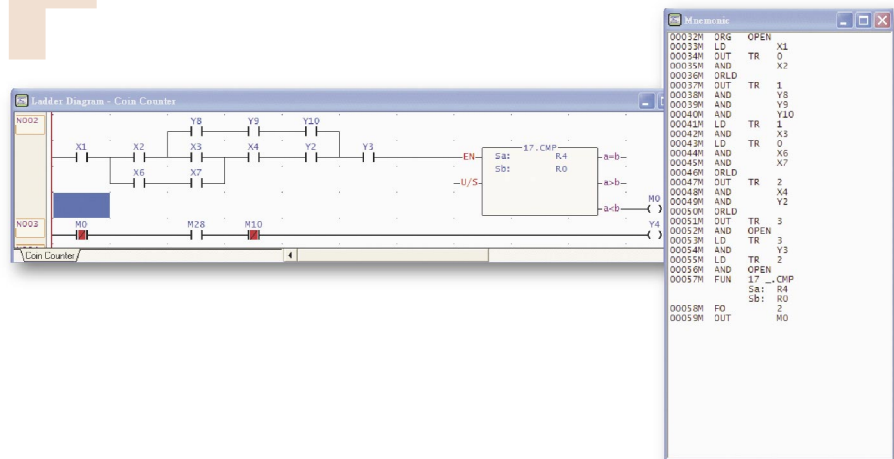 Ladder Diagram - Coin Counter
N002
Y8 Y9 Y10
X1 X2 X3 X4 Y2 Y3
X6 X7
17.CMP
EN Sa: R4 a=b
Sb: R0
U/S a>b
a<b M0
N003 M0 M28 M10 Y4
Coin Counter
Mnemonic
00032M ORG OPEN
00033M LD X1
00034M OUT TR 0
00035M AND X2
00036M ORLD
00037M OUT TR 1
00038M AND Y8
00039M AND Y9
00040M AND Y10
00041M LD TR 1
00042M AND X3
00043M LD TR 0
00044M AND X6
00045M AND X7
00046M ORLD
00047M OUT TR 2
00048M AND X4
00049M AND Y2
00050M ORLD
00051M OUT TR 3
00052M AND OPEN
00053M LD TR 3
00054M AND Y3
00055M LD TR 2
00056M AND OPEN
00057M FUN 17 _.CMP
Sa: R4
Sb: R0
00058M FO 2
00059M OUT M0